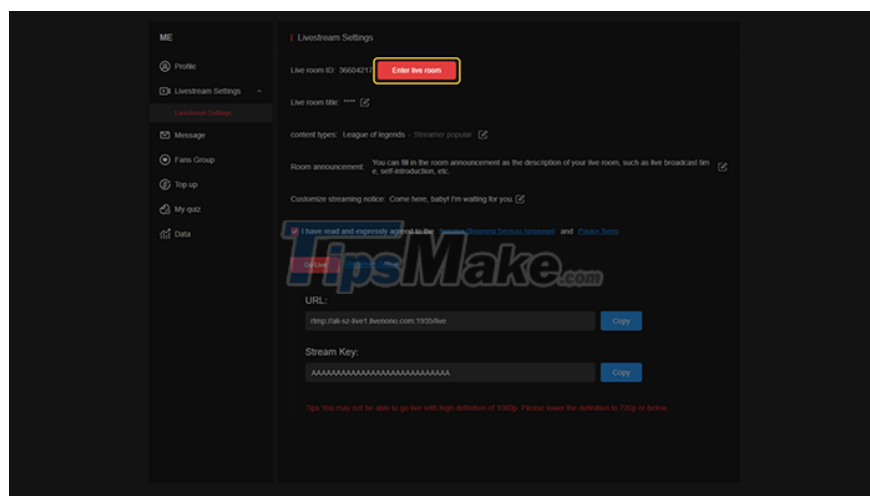 ME
Livestream Settings
Profile
Live room ID: 36604217
Enter live room
Livestream Settings
Livestream Settings
Live room title: ****
Message
content types: League of legends - Streamer popular
Fans Group
Room announcement: You can fill in the room announcement as the description of your live room, such as live broadcast tim
e, self-introduction, etc.
Top up
Customize streaming notice: Come here, baby! I'm waiting for you.
My quiz
I have read and expressly agreed to the Streaming Services Agreement and Privacy Terms
Data
Go Live
TipsMake.com
URL:
rtmp://ali-sz-live1.livenono.com:1935/live
Copy
Stream Key:
AAAAAAAAAAAAAAAAAAAAAAAAAAAA
Copy
Tips:You may not be able to go live with high definition of 1080p. Please lower the definition to 720p or below.